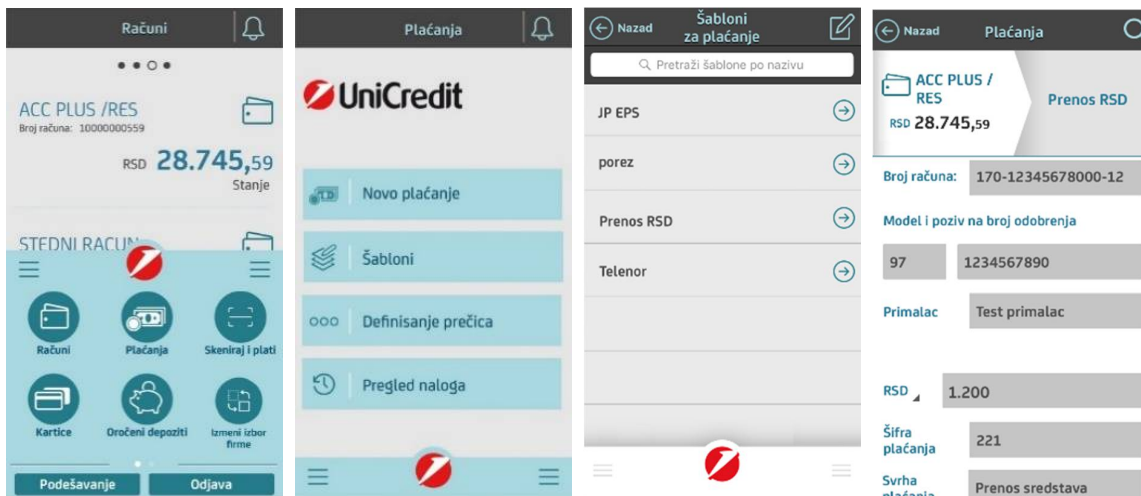 Računi
ACC PLUS /RES
Broj računa: 10000000559
RSD 28.745,59
Stanje
STEDNI RACUN
Računi
Plaćanja
Skeniraj i plati
Kartice
Oročeni depoziti
Izmeni izbor
firme
Podešavanje
Odjava
Plaćanja
UniCredit
Novo plaćanje
Šabloni
Definisanje prečica
Pregled naloga
Nazad
Šabloni
za plaćanje
Pretraži šablone po nazivu
JP EPS
porez
Prenos RSD
Telenor
Nazad
Plaćanja
ACC PLUS /
RES
RSD 28.745,59
Prenos RSD
Broj računa: 170-12345678000-12
Model i poziv na broj odobrenja
97 1234567890
Primalac Test primalac
RSD 1.200
Šifra
plaćanja
221
Svrha
plaćanja
Prenos sredstava